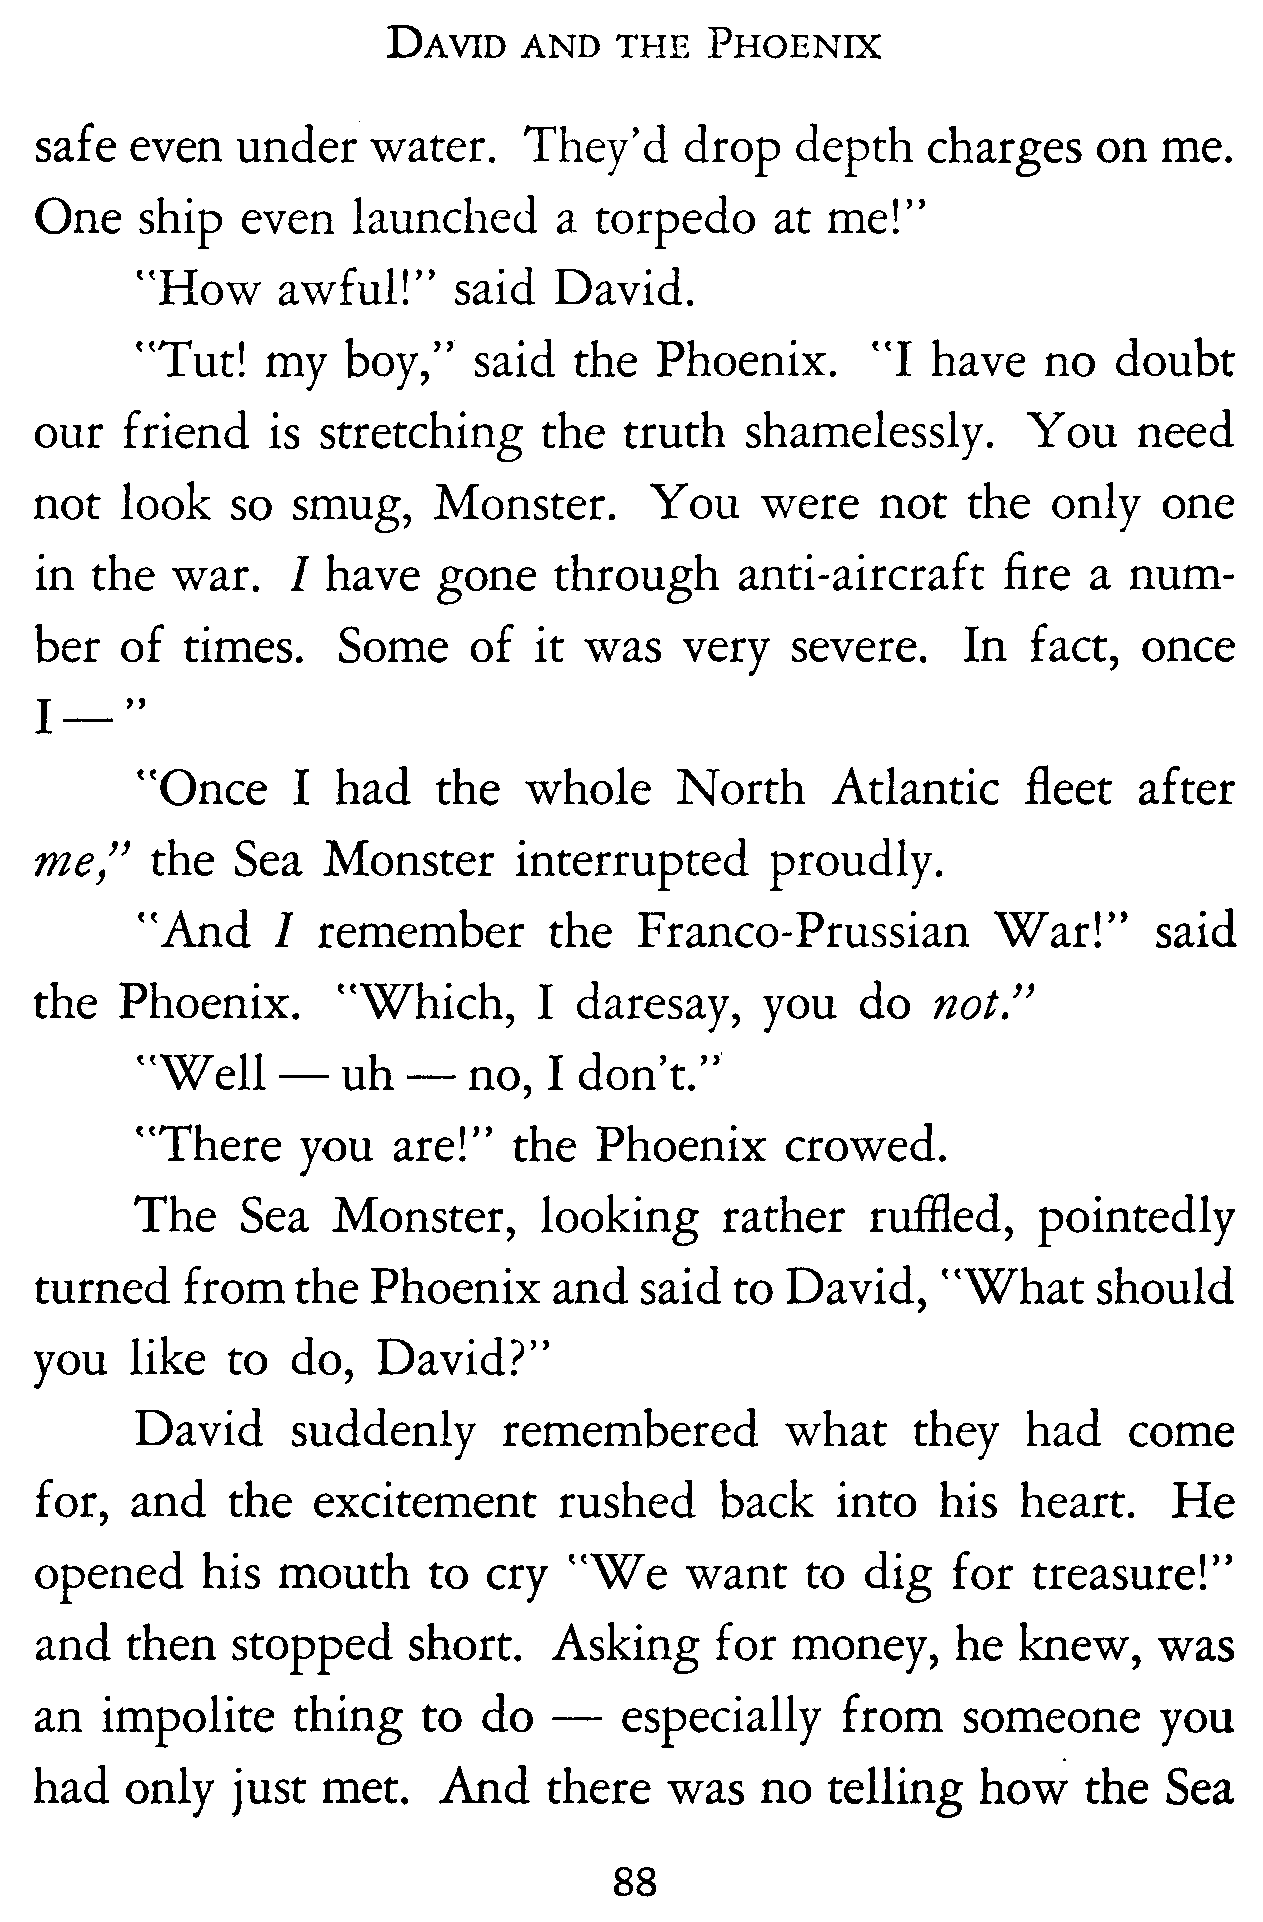 David and the Phoenix
safe even under water. They'd drop depth charges on me.
One ship even launched a torpedo at me!"
"How awful!" said David.
"Tut! my boy," said the Phoenix. "I have no doubt
our friend is stretching the truth shamelessly. You need
not look so smug, Monster. You were not the only one
in the war. I have gone through anti-aircraft fire a num-
ber of times. Some of it was very severe. In fact, once
I — "
"Once I had the whole North Atlantic fleet after
me," the Sea Monster interrupted proudly.
"And I remember the Franco-Prussian War!" said
the Phoenix. "Which, I daresay, you do not."
"Well — uh — no, I don't."
"There you are!" the Phoenix crowed.
The Sea Monster, looking rather ruffled, pointedly
turned from the Phoenix and said to David, "What should
you like to do, David?"
David suddenly remembered what they had come
for, and the excitement rushed back into his heart. He
opened his mouth to cry "We want to dig for treasure!"
and then stopped short. Asking for money, he knew, was
an impolite thing to do — especially from someone you
had only just met. And there was no telling how the Sea
88